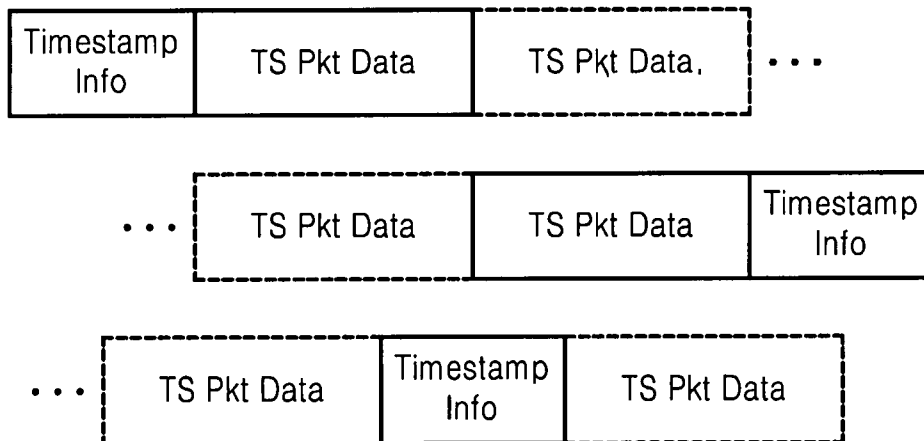 Timestamp
Info
TS Pkt Data
TS Pkt Data.
...
...
TS Pkt Data
TS Pkt Data
Timestamp
Info
...
TS Pkt Data
Timestamp
Info
TS Pkt Data